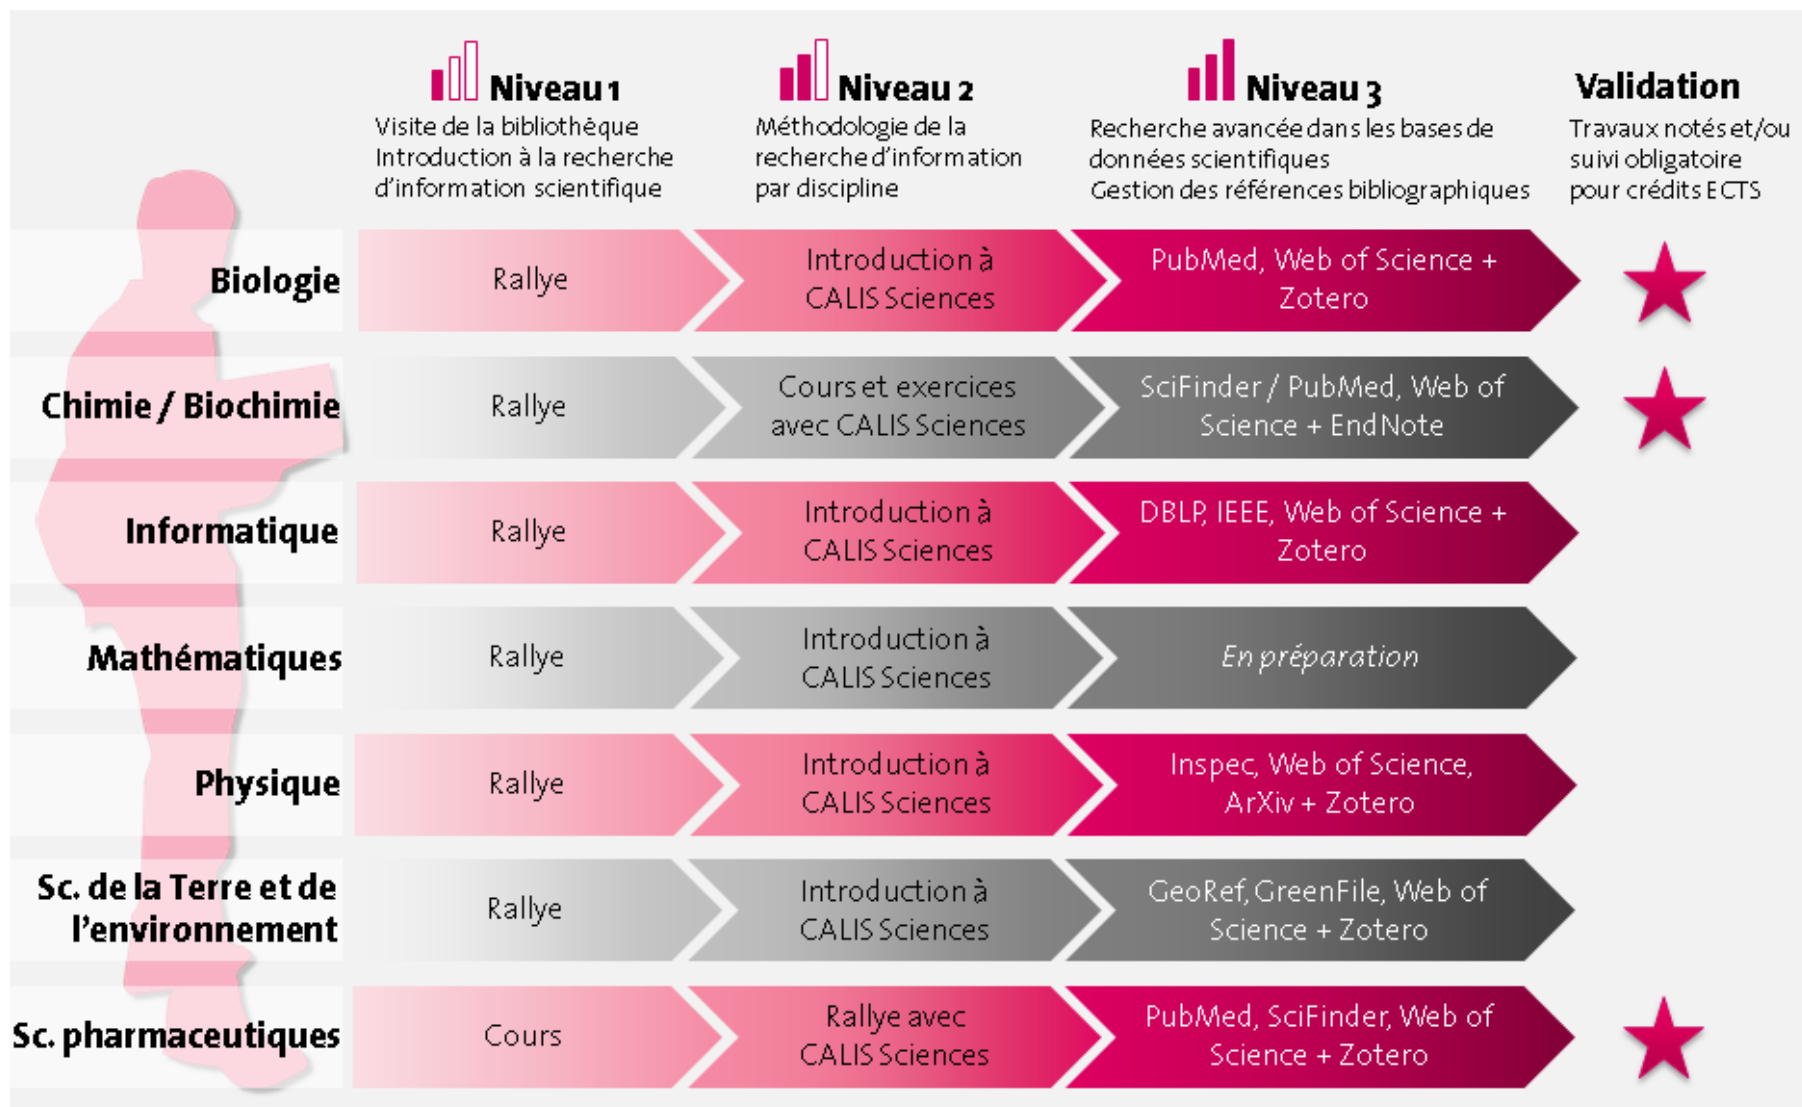 Niveau 1
Visite de la bibliothèque
Introduction à la recherche
d'information scientifique
Niveau 2
Méthodologie de la
recherche d'information
par discipline
Niveau 3
Recherche avancée dans les bases de
données scientifiques
Gestion des références bibliographiques
Validation
Travaux notés et/ou
suivi obligatoire
pour crédits ECTS
Biologie
Rallye
Introduction à
CALIS Sciences
PubMed, Web of Science +
Zotero
Chimie / Biochimie
Rallye
Cours et exercices
avec CALIS Sciences
SciFinder / PubMed, Web of
Science + EndNote
Informatique
Rallye
Introduction à
CALIS Sciences
DBLP, IEEE, Web of Science +
Zotero
Mathématiques
Rallye
Introduction à
CALIS Sciences
En préparation
Physique
Rallye
Introduction à
CALIS Sciences
Inspec, Web of Science,
ArXiv + Zotero
Sc. de la Terre et de
l'environnement
Rallye
Introduction à
CALIS Sciences
GeoRef, GreenFile, Web of
Science + Zotero
Sc. pharmaceutiques
Cours
Rallye avec
CALIS Sciences
PubMed, SciFinder, Web of
Science + Zotero